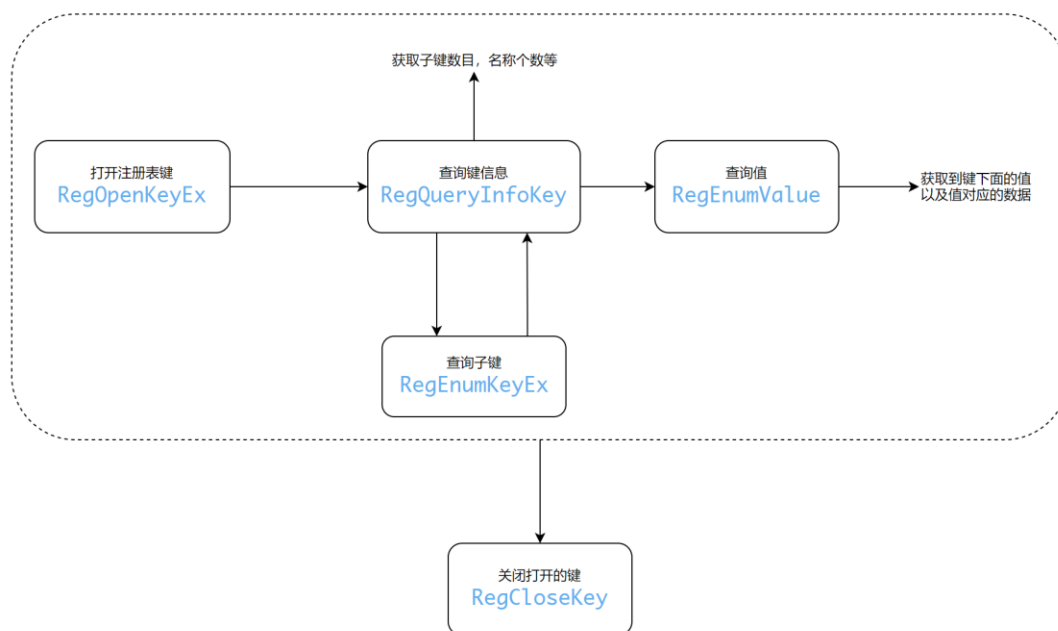 获取子键数目，名称个数等
打开注册表键
RegOpenKeyEx
查询键信息
RegQueryInfoKey
查询值
RegEnumValue
获取到键下面的值
以及值对应的数据
查询子键
RegEnumKeyEx
关闭打开的键
RegCloseKey